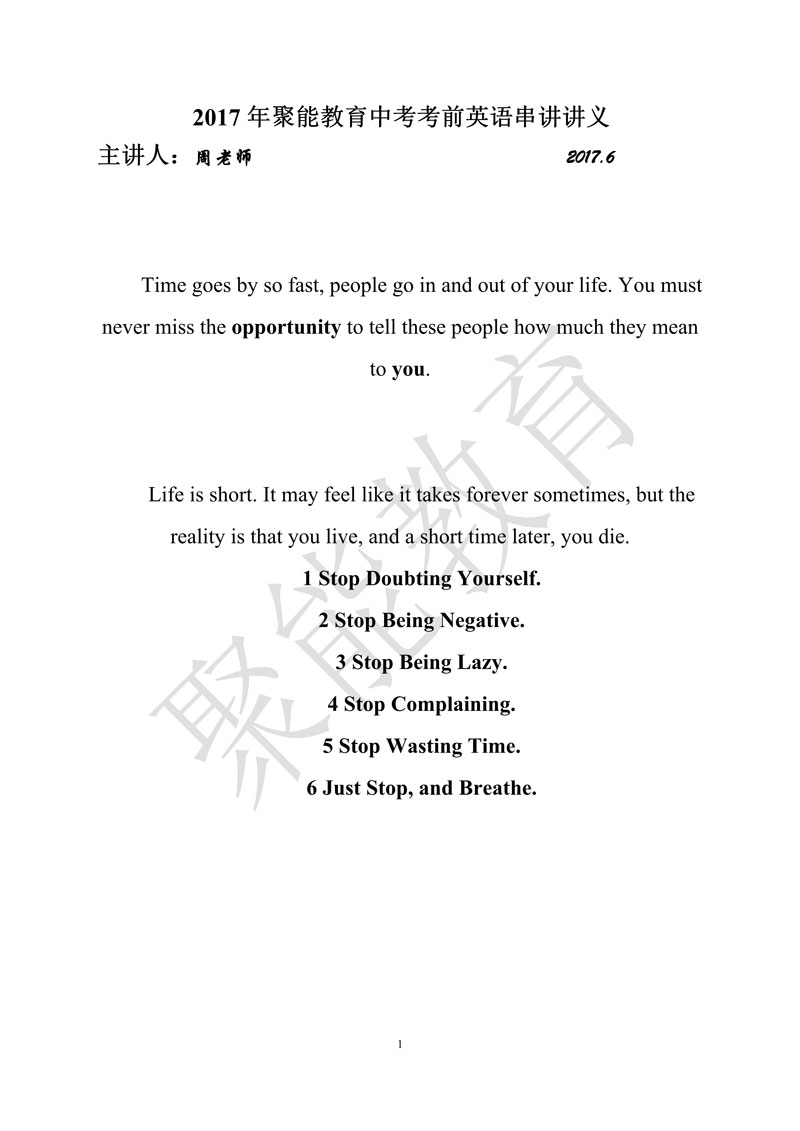 2017 年聚能教育中考考前英语串讲讲义
主讲人：周老师 2017.6
Time goes by so fast, people go in and out of your life. You must
never miss the opportunity to tell these people how much they mean
to you.
Life is short. It may feel like it takes forever sometimes, but the
reality is that you live, and a short time later, you die.
1 Stop Doubting Yourself.
2 Stop Being Negative.
3 Stop Being Lazy.
4 Stop Complaining.
5 Stop Wasting Time.
6 Just Stop, and Breathe.
聚能教育
1